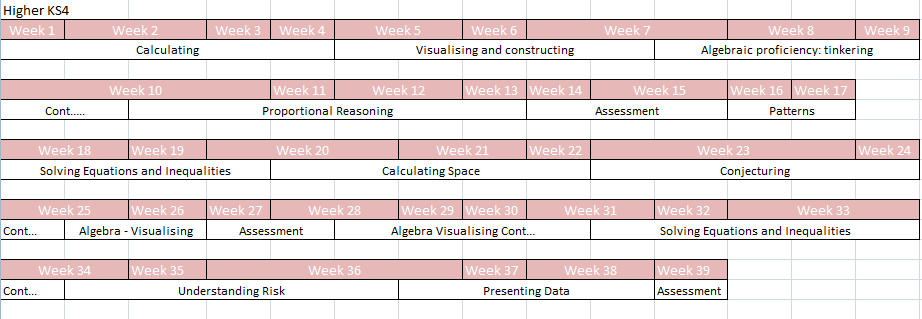 Higher KS4
Week 1 Week 2 Week 3 Week 4 Week 5 Week 6 Week 7 Week 8 Week 9
Calculating Visualising and constructing Algebraic proficiency: tinkering
Week 10 Week 11 Week 12 Week 13 Week 14 Week 15 Week 16 Week 17
Cont..... Proportional Reasoning Assessment Patterns
Week 18 Week 19 Week 20 Week 21 Week 22 Week 23 Week 24
Solving Equations and Inequalities Calculating Space Conjecturing
Week 25 Week 26 Week 27 Week 28 Week 29 Week 30 Week 31 Week 32 Week 33
Cont... Algebra - Visualising Assessment Algebra Visualising Cont... Solving Equations and Inequalities
Week 34 Week 35 Week 36 Week 37 Week 38 Week 39
Cont... Understanding Risk Presenting Data Assessment